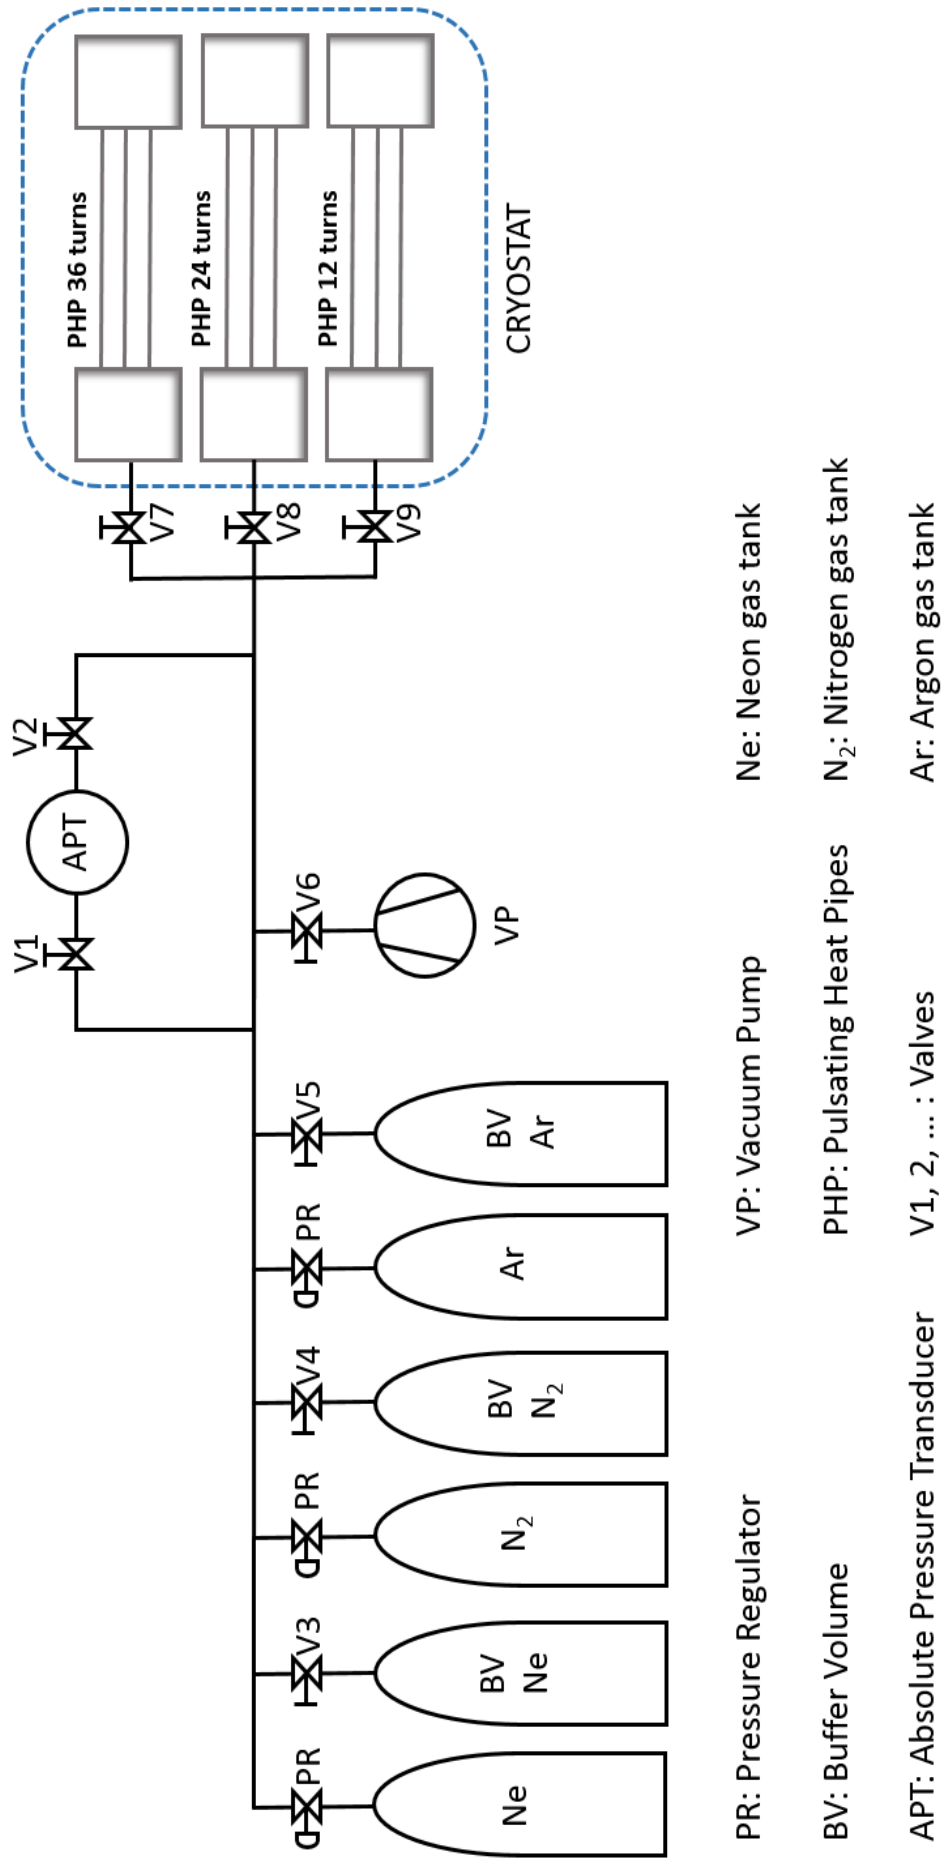 V1
V2
APT
PHP 36 turns
PHP 24 turns
PHP 12 turns
V7
V8
V9
CRYOSTAT
PR
V3
PR
V4
PR
V5
V6
Ne
BV
Ne
N₂
BV
N₂
Ar
BV
Ar
VP
PR: Pressure Regulator
VP: Vacuum Pump
Ne: Neon gas tank
BV: Buffer Volume
PHP: Pulsating Heat Pipes
N₂: Nitrogen gas tank
APT: Absolute Pressure Transducer
V1, 2, ... : Valves
Ar: Argon gas tank